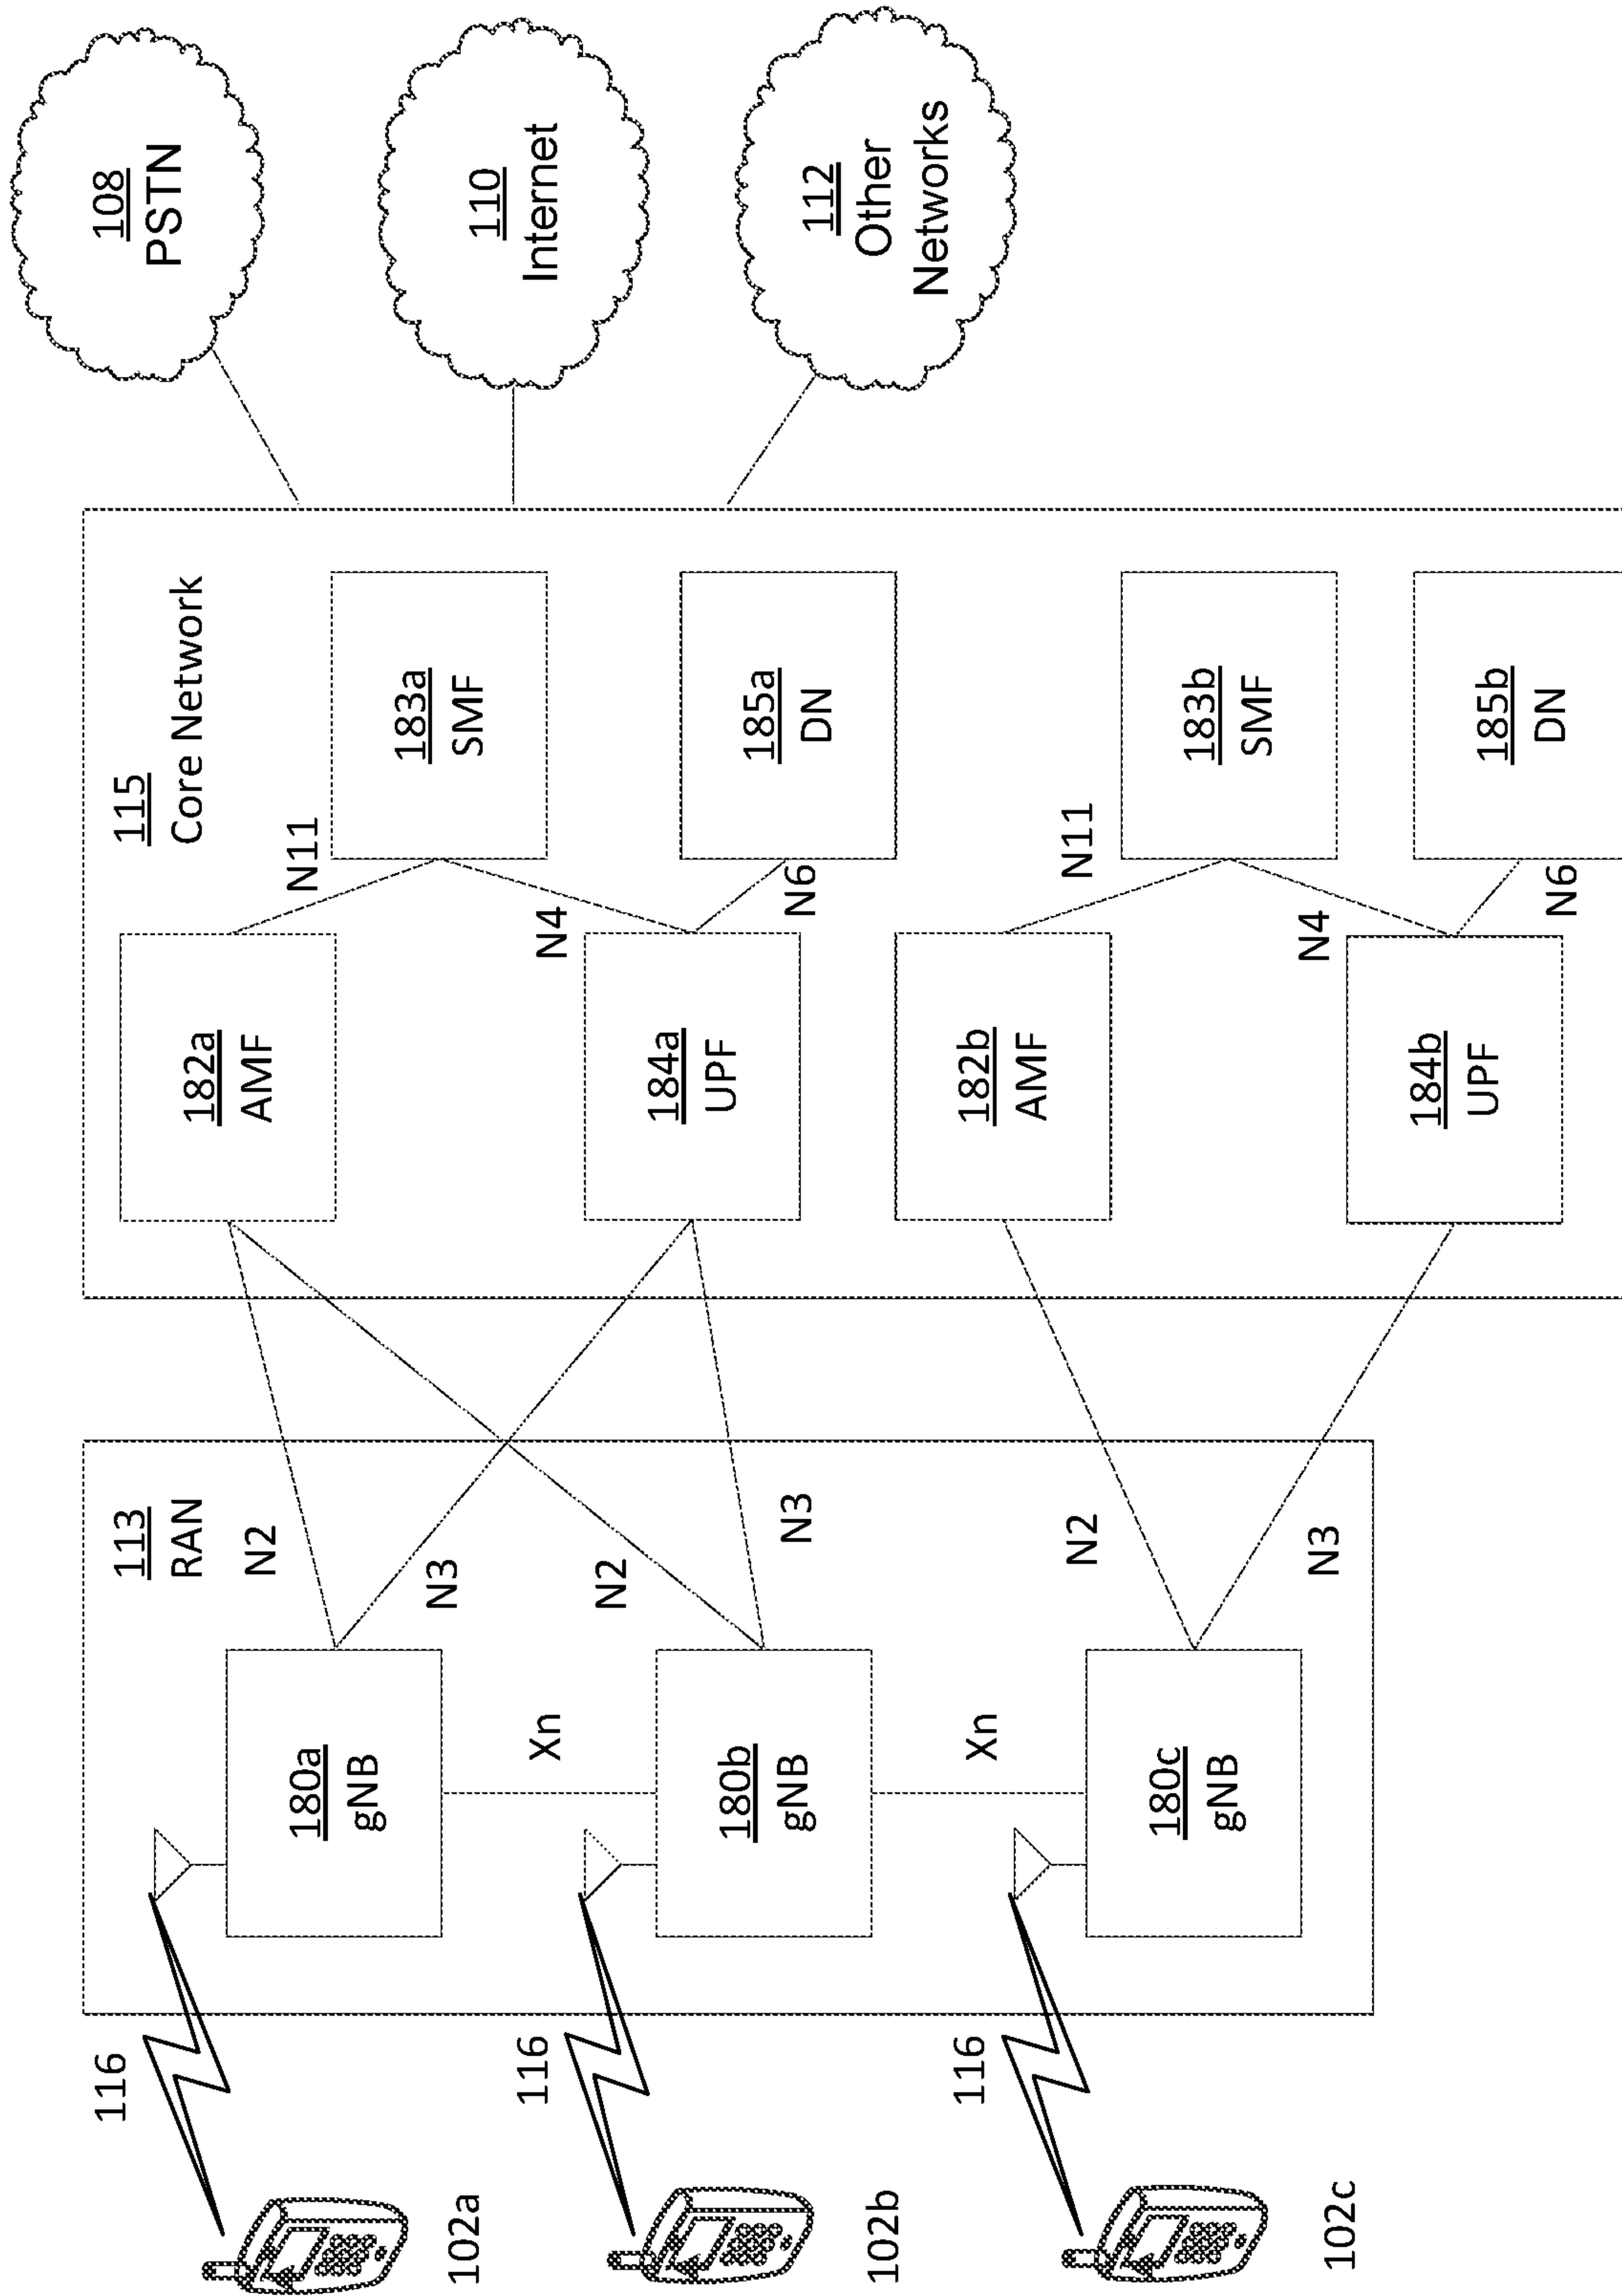 102a
116
102b
116
102c
116
113
RAN
180a
gNB
N2
N3
Xn
180b
gNB
N2
N3
Xn
180c
gNB
N2
N3
115
Core Network
182a
AMF
N11
183a
SMF
184a
UPF
N4
185a
DN
N6
182b
AMF
N11
183b
SMF
184b
UPF
N4
185b
DN
N6
108
PSTN
110
Internet
112
Other
Networks